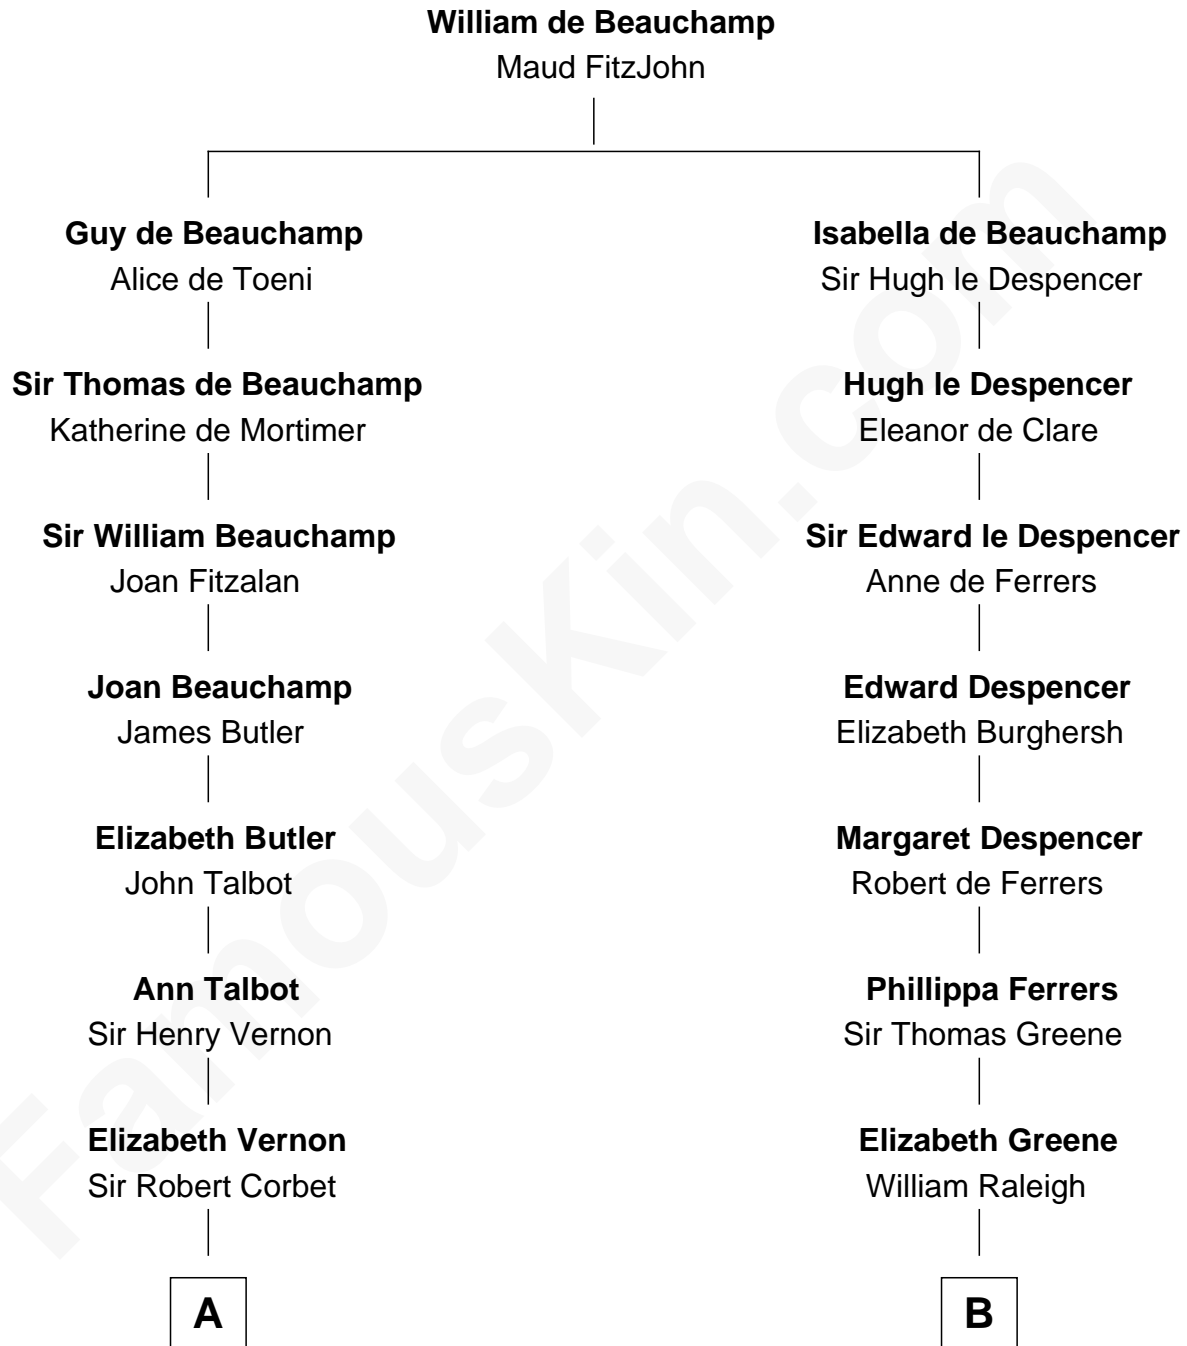 William de Beauchamp
Maud FitzJohn
Guy de Beauchamp
Alice de Toeni
Isabella de Beauchamp
Sir Hugh le Despencer
Sir Thomas de Beauchamp
Katherine de Mortimer
Hugh le Despencer
Eleanor de Clare
Sir William Beauchamp
Joan Fitzalan
Sir Edward le Despencer
Anne de Ferrers
Joan Beauchamp
James Butler
Edward Despencer
Elizabeth Burghersh
Elizabeth Butler
John Talbot
Margaret Despencer
Robert de Ferrers
Ann Talbot
Sir Henry Vernon
Phillippa Ferrers
Sir Thomas Greene
Elizabeth Vernon
Sir Robert Corbet
Elizabeth Greene
William Raleigh
A
B
FamousKin.com